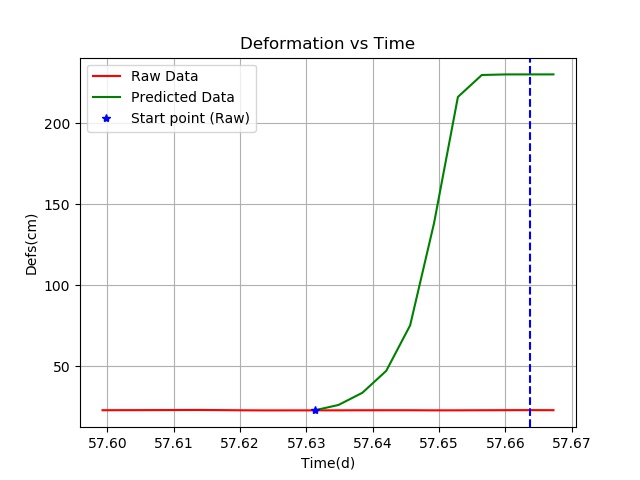 Deformation vs Time
Raw Data
Predicted Data
Start point (Raw)
200
150
100
50
Defs(cm)
57.60 57.61 57.62 57.63 57.64 57.65 57.66 57.67
Time(d)